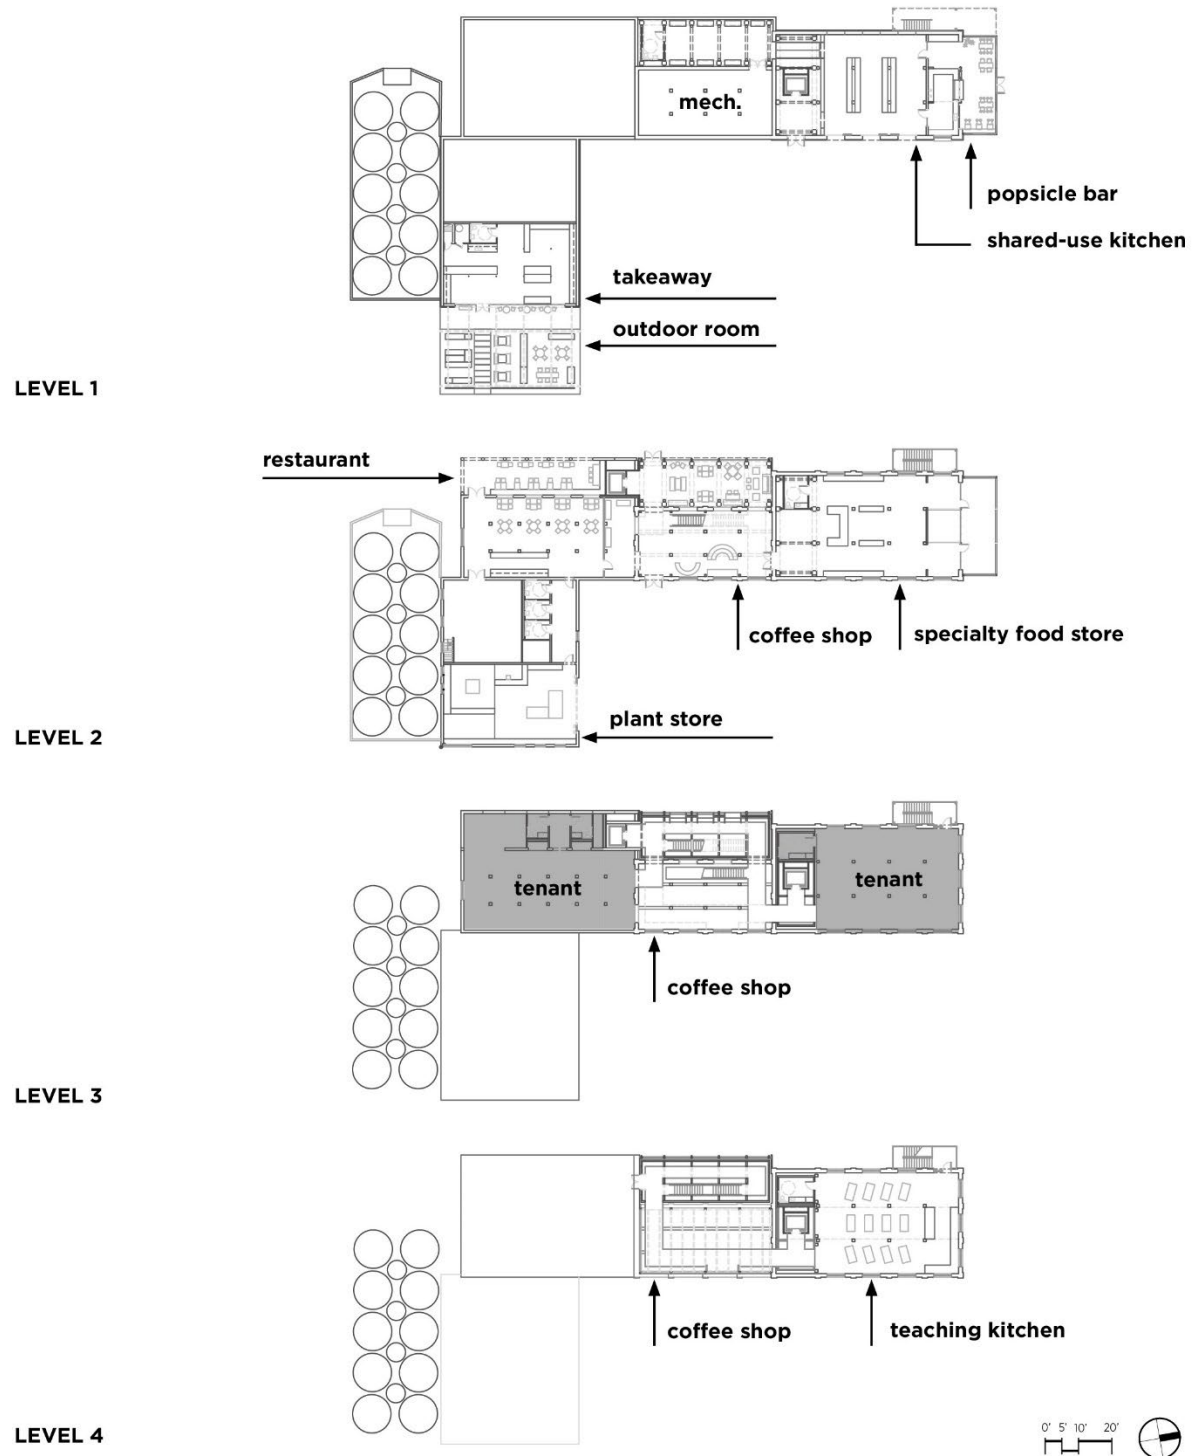 mech.
popsicle bar
shared-use kitchen
takeaway
outdoor room
LEVEL 1
restaurant
coffee shop
specialty food store
plant store
LEVEL 2
tenant
tenant
coffee shop
LEVEL 3
coffee shop
teaching kitchen
LEVEL 4
0' 5' 10' 20'